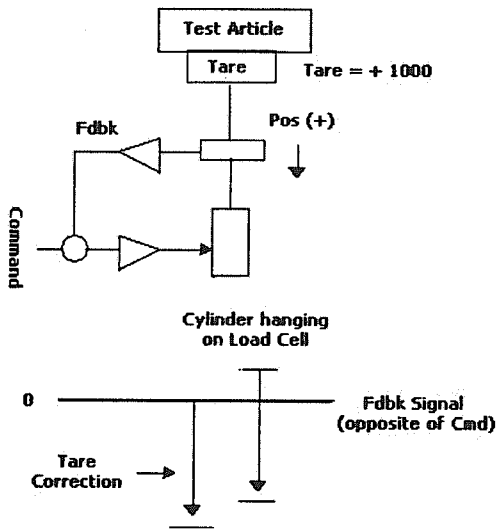 Test Article
Tare
Tare = + 1000
Fdbk
Pos (+)
Command
Cylinder hanging
on Load Cell
0
Fdbk Signal
(opposite of Cmd)
Tare
Correction